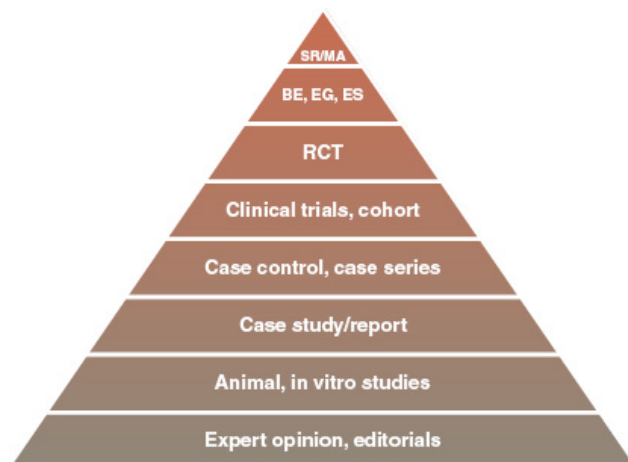 SR/MA
BE, EG, ES
RCT
Clinical trials, cohort
Case control, case series
Case study/report
Animal, in vitro studies
Expert opinion, editorials